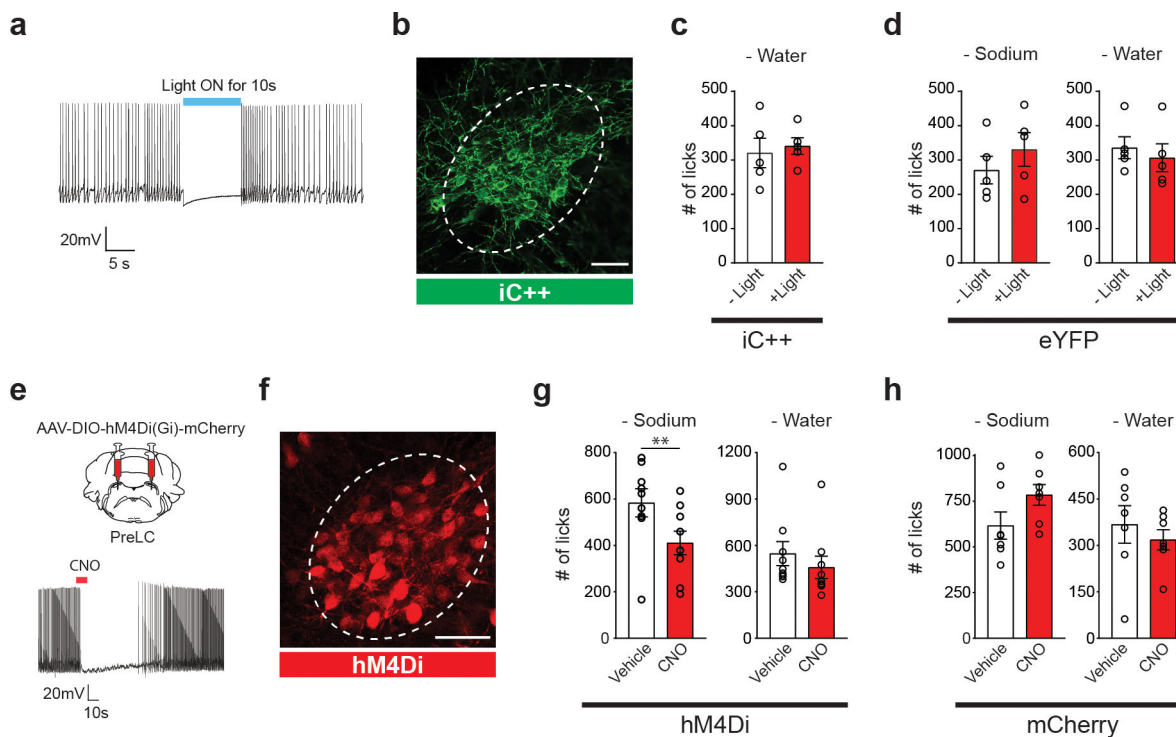 a
Light ON for 10s
20mV
5 s
b
iC++
c
- Water
# of licks
500
400
300
200
100
0
- Light
+Light
iC++
d
- Sodium
- Water
# of licks
500
400
300
200
100
0
500
400
300
200
100
0
- Light
+Light
- Light
+Light
eYFP
e
AAV-DIO-hM4Di(Gi)-mCherry
PreLC
CNO
20mV
10s
f
hM4Di
g
- Sodium
- Water
**
# of licks
800
600
400
200
0
1200
900
600
300
0
Vehicle
CNO
Vehicle
CNO
hM4Di
h
- Sodium
- Water
# of licks
1000
750
500
250
0
600
450
300
150
0
Vehicle
CNO
Vehicle
CNO
mCherry